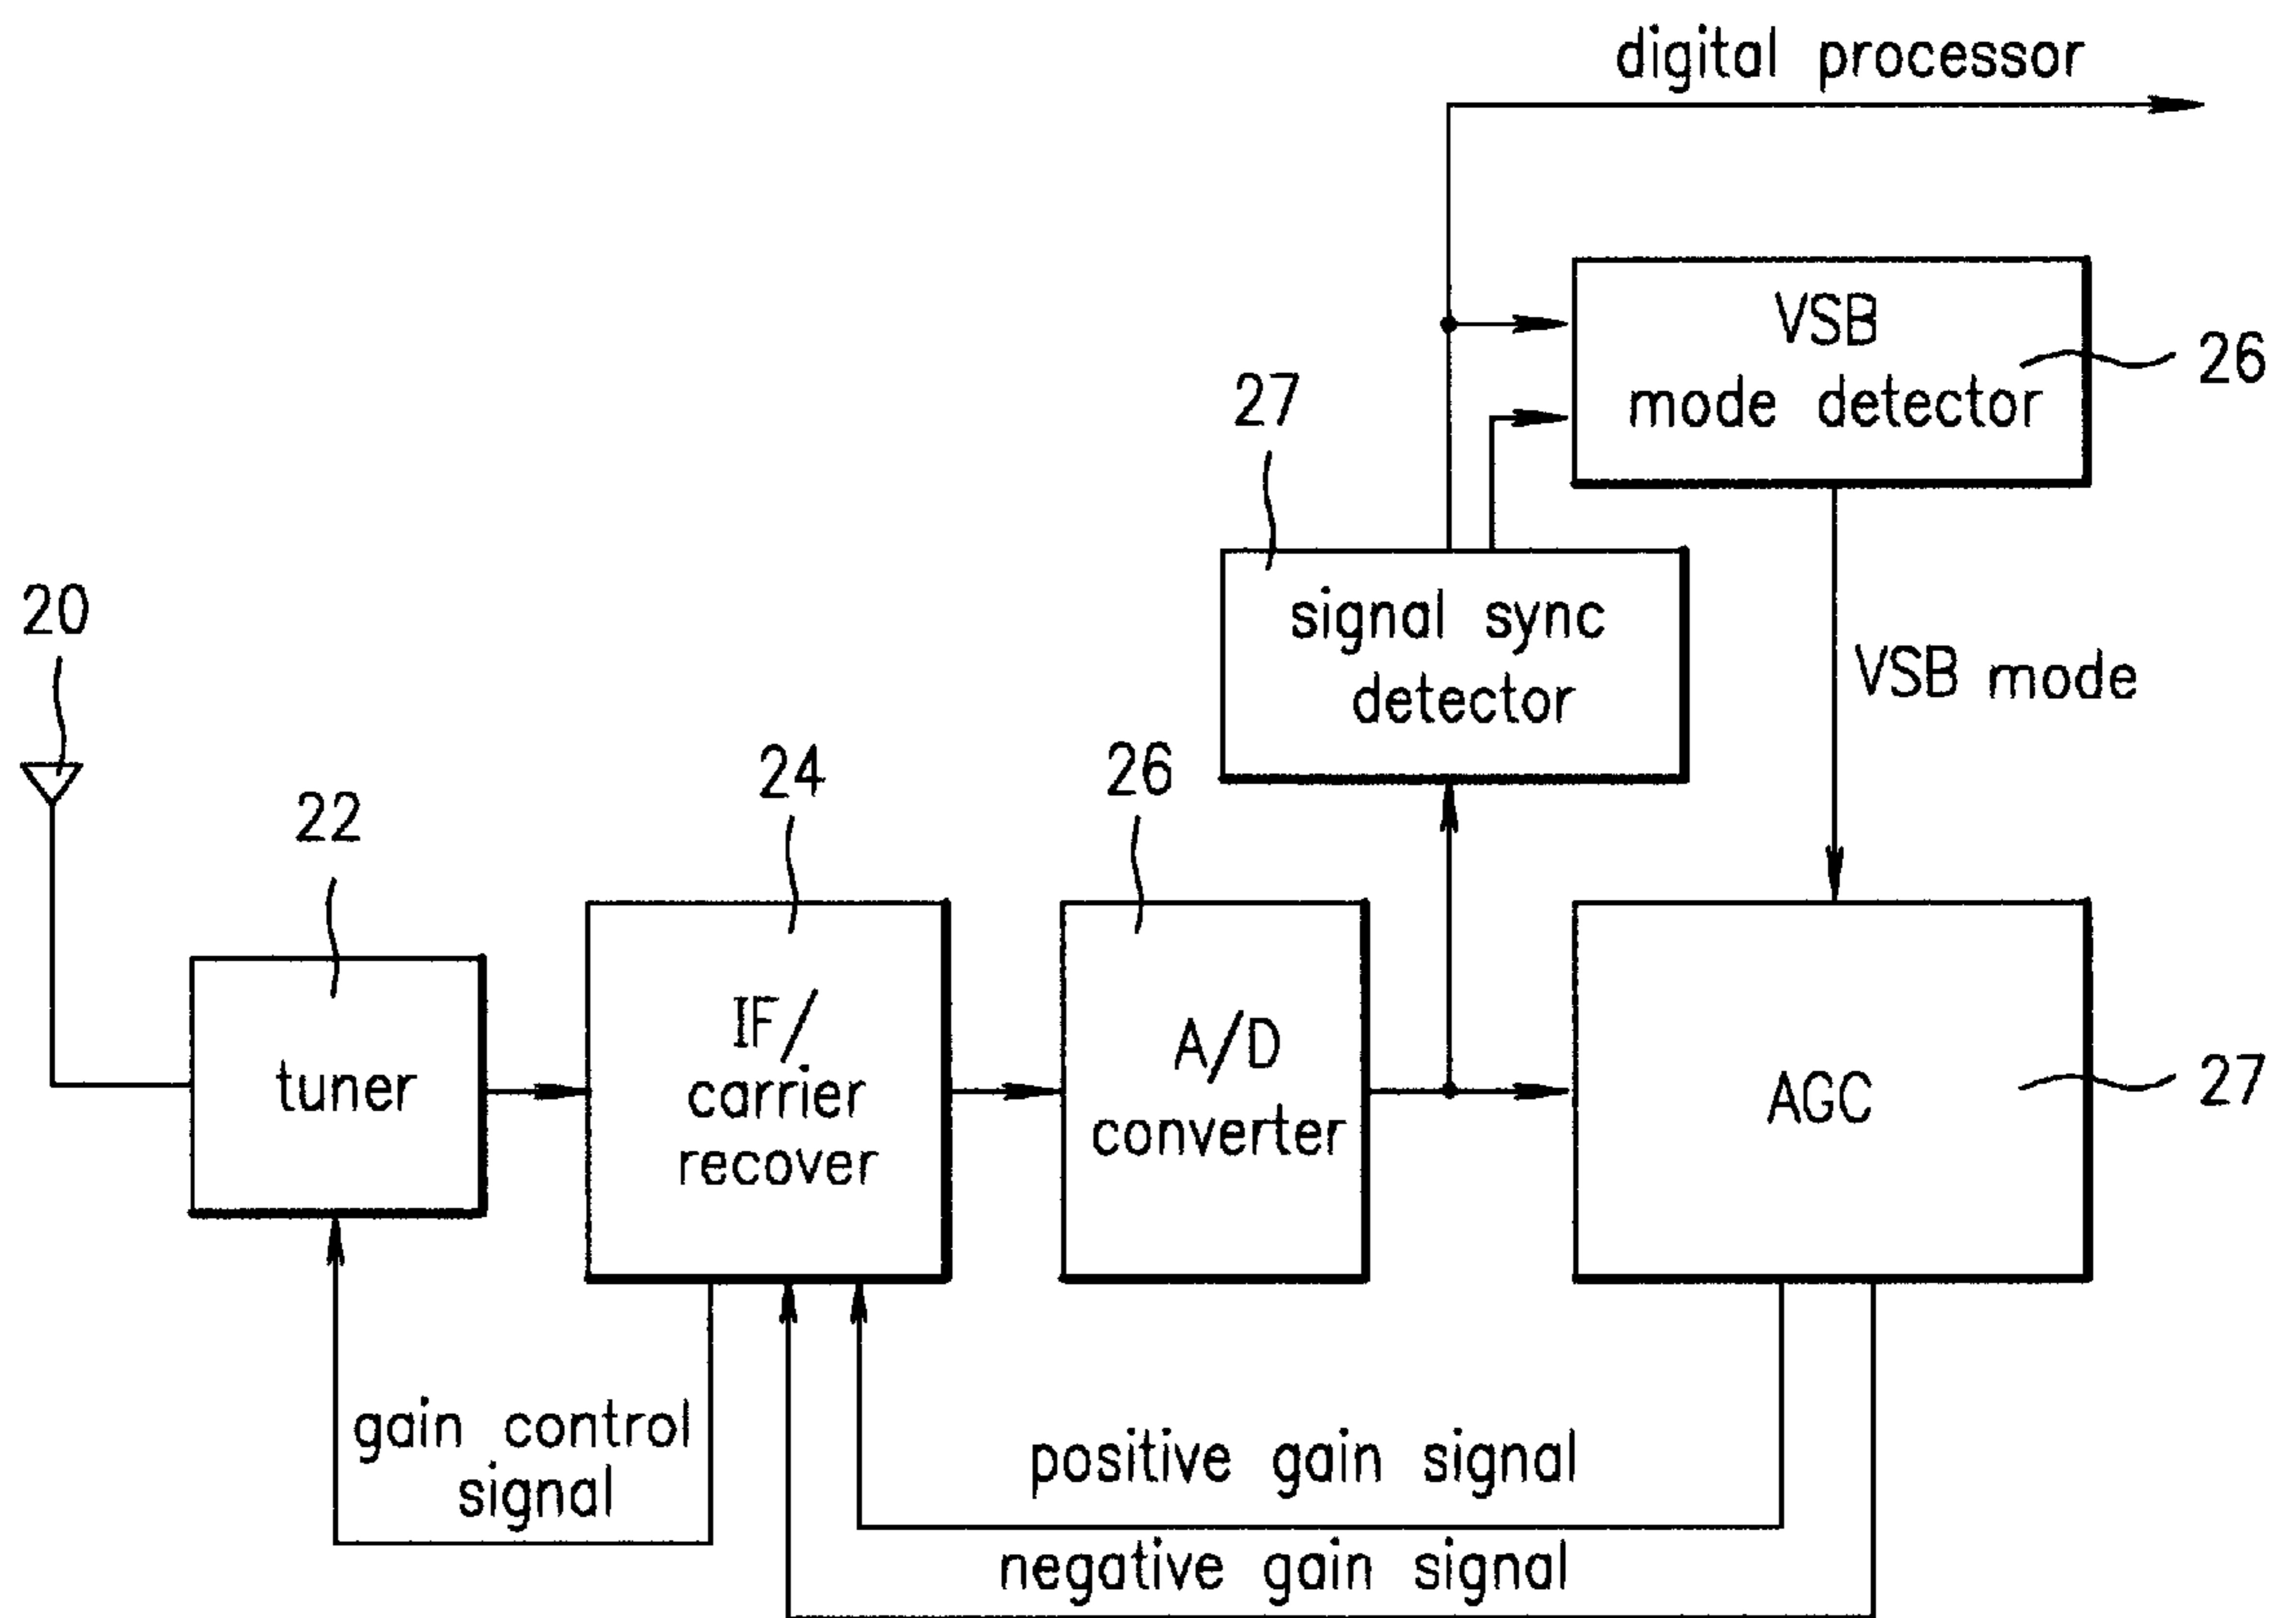 digital processor
VSB
mode detector
26
27
signal sync
detector
VSB mode
20
22
24
26
tuner
IF/
carrier
recover
A/D
converter
AGC
27
gain control
signal
positive gain signal
negative gain signal